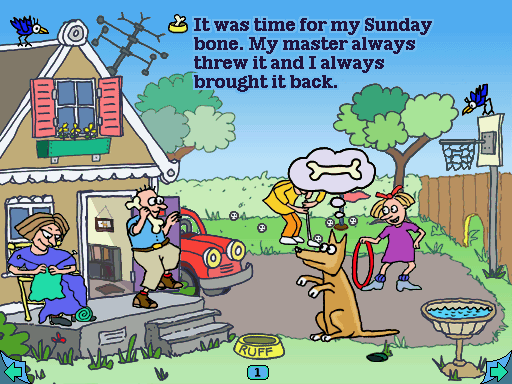 It was time for my Sunday
bone. My master always
threw it and I always
brought it back.
RUFF
1